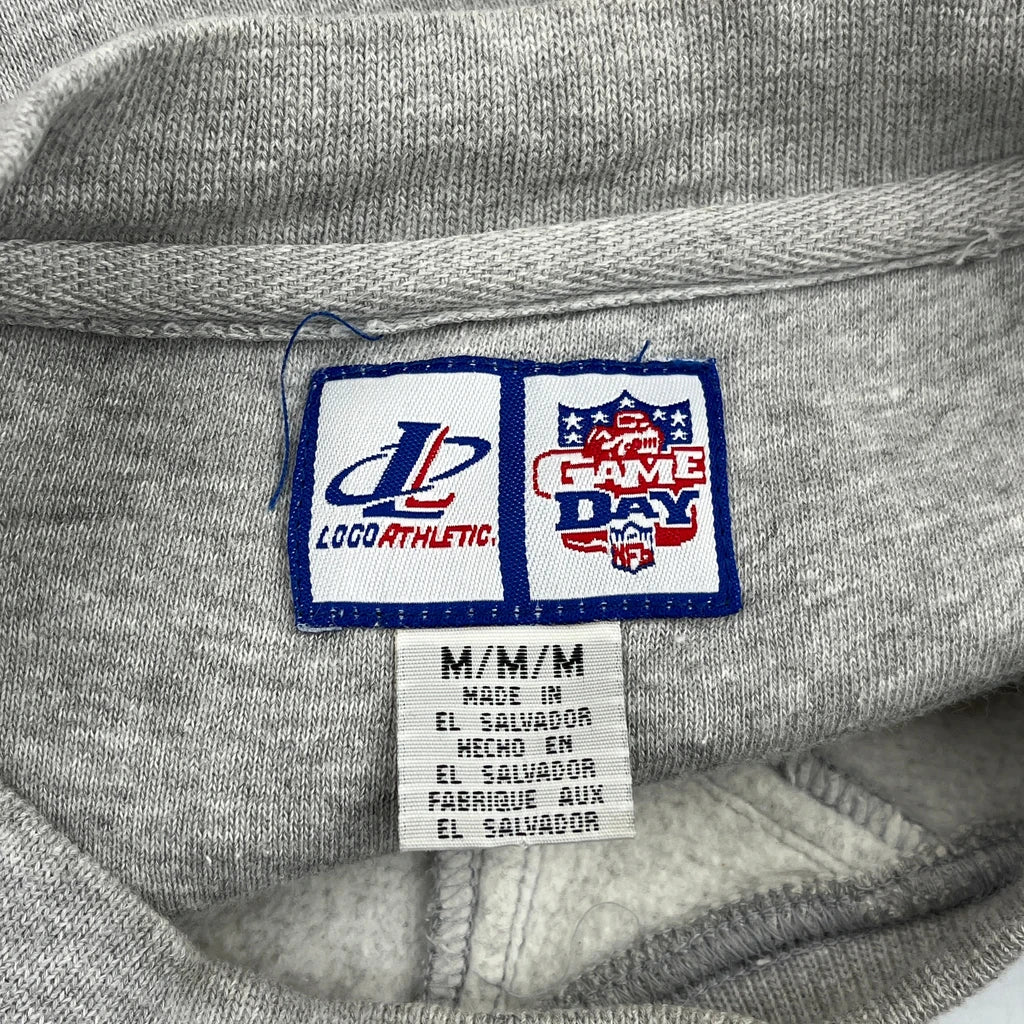 LOGO ATHLETIC.
GAME
DAY
NFL
M/M/M
MADE IN
EL SALVADOR
HECHO EN
EL SALVADOR
FABRIQUE AUX
EL SALVADOR